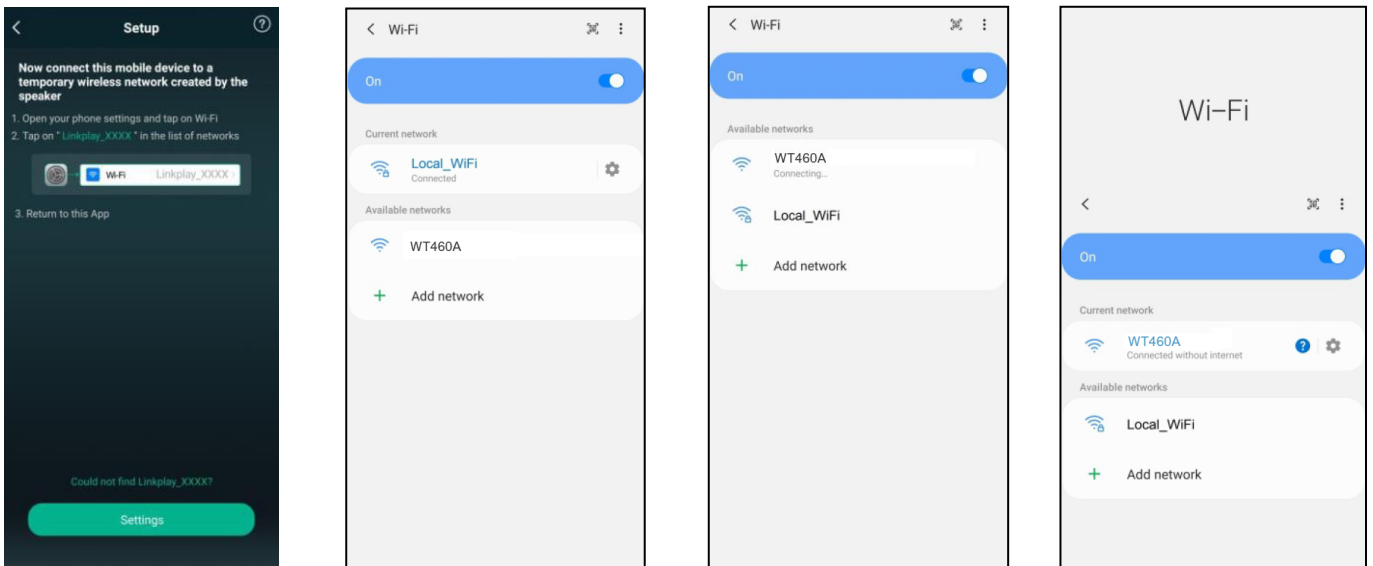 Setup
?
Now connect this mobile device to a
temporary wireless network created by the
speaker
1. Open your phone settings and tap on Wi-Fi
2. Tap on " Linkplay_XXXX " in the list of networks
Wi-Fi Linkplay_XXXX
3. Return to this App
Could not find Linkplay_XXXX?
Settings
Wi-Fi
On
Current network
Local_WiFi
Connected
Available networks
WT460A
Add network
Wi-Fi
On
Available networks
WT460A
Connecting...
Local_WiFi
Add network
Wi-Fi
On
Current network
WT460A
Connected without internet
?
Available networks
Local_WiFi
Add network